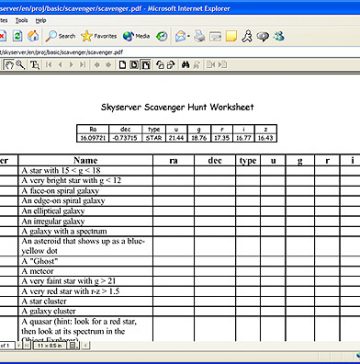 yserver/en/proj/basic/scavenger/scavenger.pdf - Microsoft Internet Explorer
Tools Help
Search Favorites Media
t/skyserver/en/proj/basic/scavenger/scavenger.pdf
Skyserver Scavenger Hunt Worksheet
Ra dec type u g r i z
16.09721 -0.73715 STAR 21.44 18.76 17.35 16.77 16.43
er Name ra dec type u g r i
A star with 15 < g < 18
A very bright star with g < 12
A face-on spiral galaxy
An edge-on spiral galaxy
An elliptical galaxy
An irregular galaxy
A galaxy with a spectrum
An asteroid that shows up as a blue-
yellow dot
A "Ghost"
A meteor
A very faint star with g > 21
A very red star with r-z > 1.5
A star cluster
A galaxy cluster
A quasar (hint: look for a red star,
then look at its spectrum in the
Object Explorer)
of 1 11 x 8.5 in